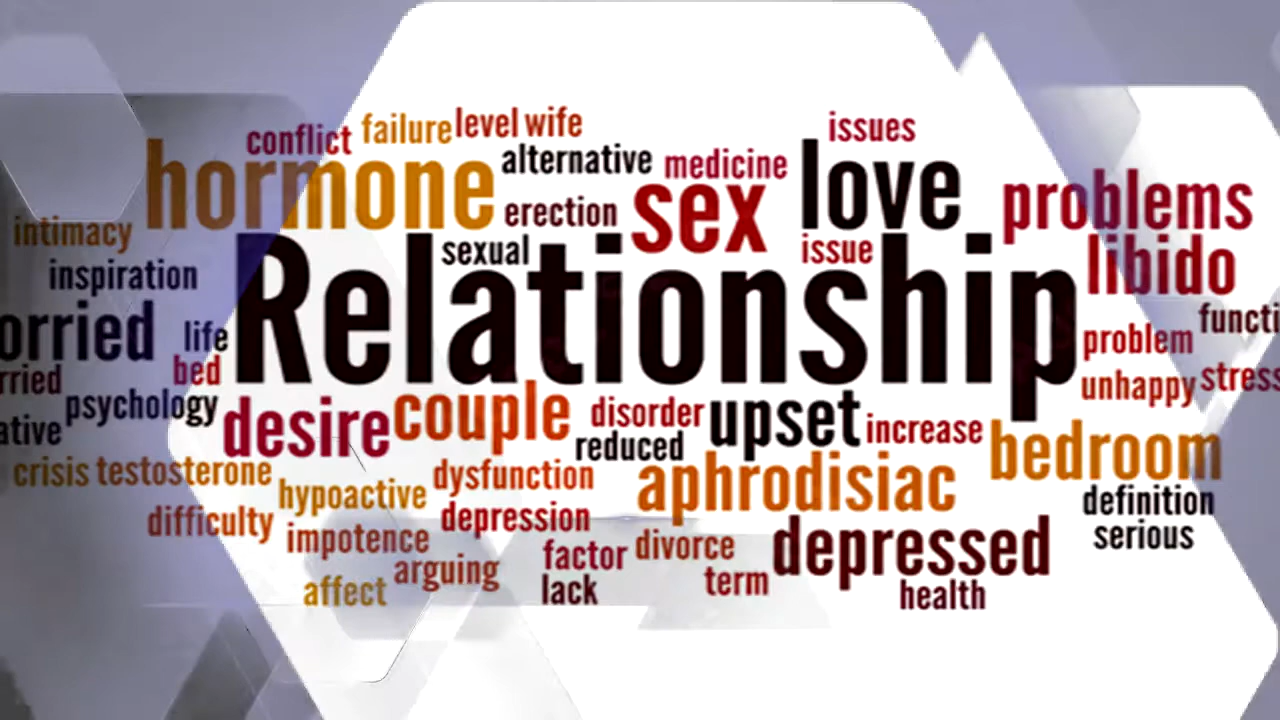 conflict failure level wife issues
hormone alternative medicine love
intimacy erection sex problems
inspiration sexual issue libido
orried life Relationship functi
rried bed problem
psychology unhappy stress
ative desire couple disorder upset increase
crisis testosterone reduced bedroom
hypoactive dysfunction aphrodisiac definition
difficulty impotence depression depressed serious
affect arguing factor divorce
lack term health